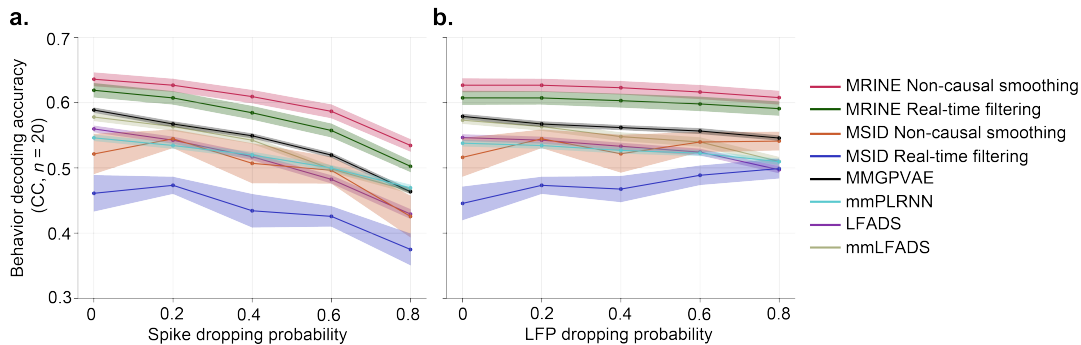 a.
b.
Behavior decoding accuracy
(CC, n = 20)
0.7
0.6
0.5
0.4
0.3
0
0.2
0.4
0.6
0.8
Spike dropping probability
0
0.2
0.4
0.6
0.8
LFP dropping probability
MRINE Non-causal smoothing
MRINE Real-time filtering
MSID Non-causal smoothing
MSID Real-time filtering
MMGPVAE
mmPLRNN
LFADS
mmLFADS